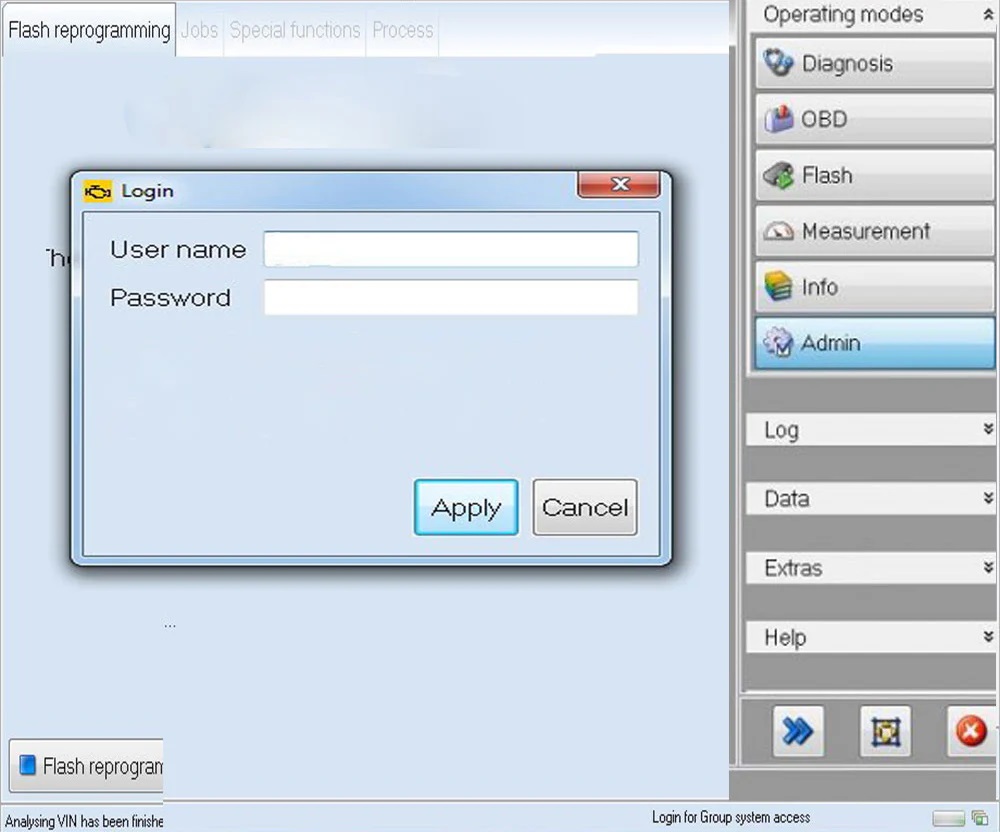 Flash reprogramming Jobs Special functions Process
Operating modes
Diagnosis
OBD
Flash
Measurement
Info
Admin
Log
Data
Extras
Help
Login
User name
Password
Apply Cancel
...
Flash reprogram
Analysing VIN has been finishe
Login for Group system access